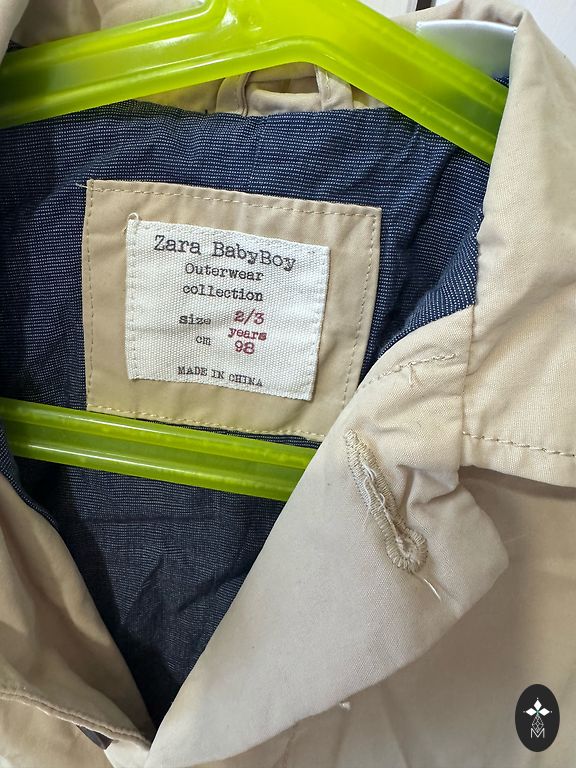 Zara BabyBoy
Outerwear
collection
size 2/3
years
cm 98
MADE IN CHINA
M